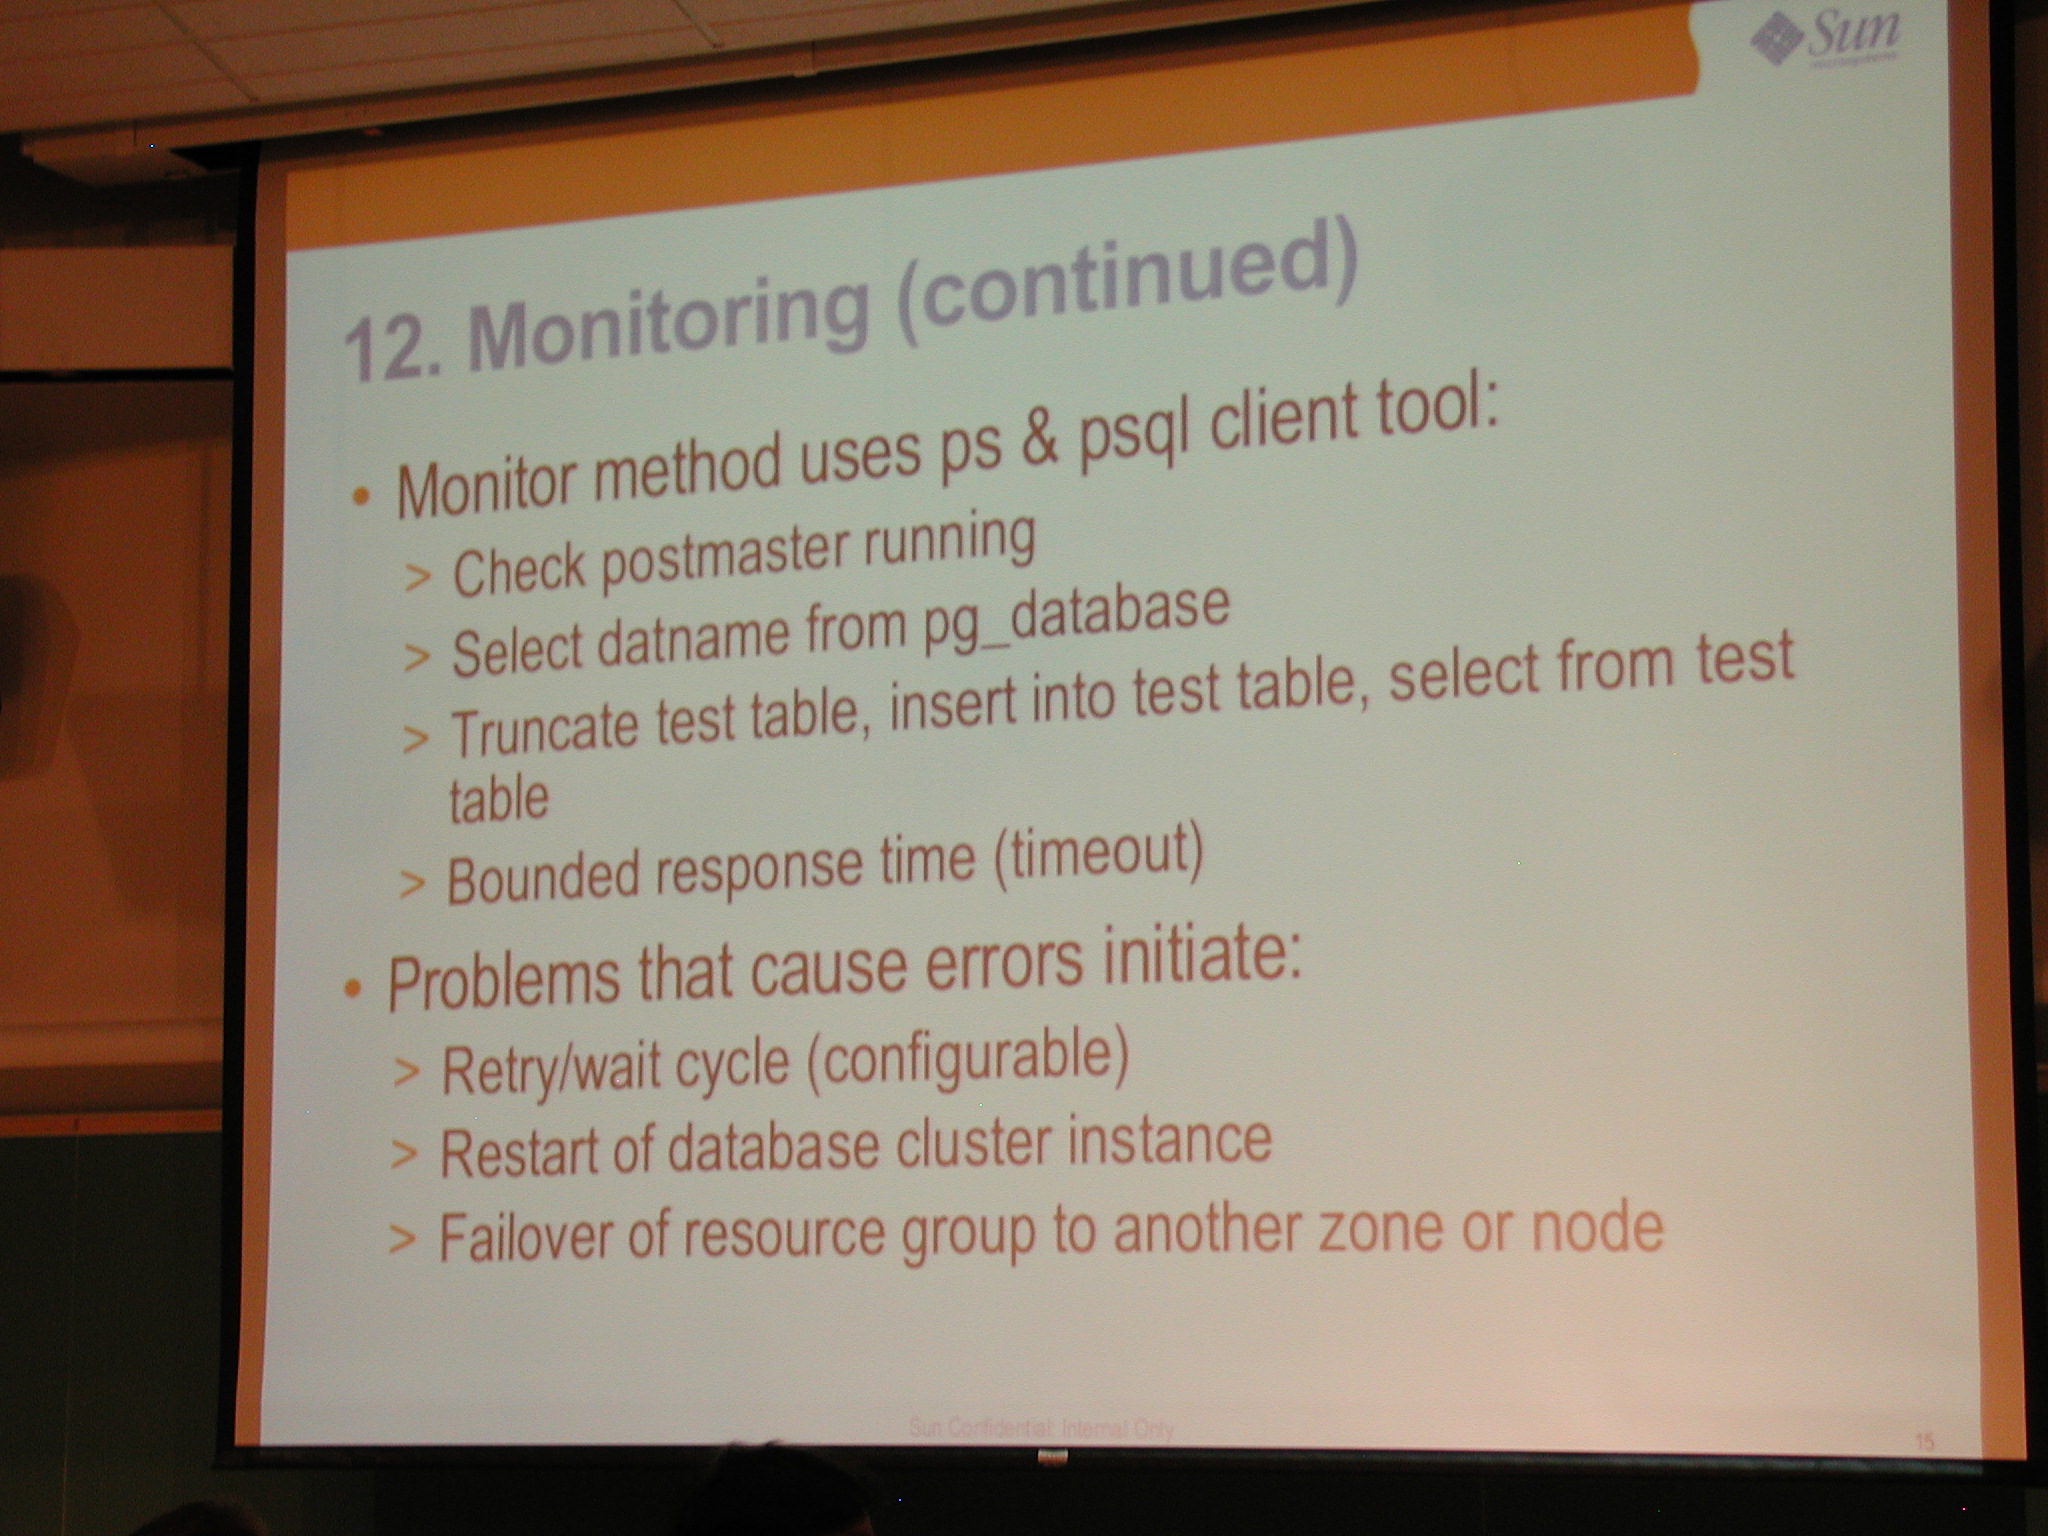 Sun
microsystems
12. Monitoring (continued)
• Monitor method uses ps & psql client tool:
> Check postmaster running
> Select datname from pg_database
> Truncate test table, insert into test table, select from test
table
> Bounded response time (timeout)
• Problems that cause errors initiate:
> Retry/wait cycle (configurable)
> Restart of database cluster instance
> Failover of resource group to another zone or node
Sun Confidential: Internal Only
15